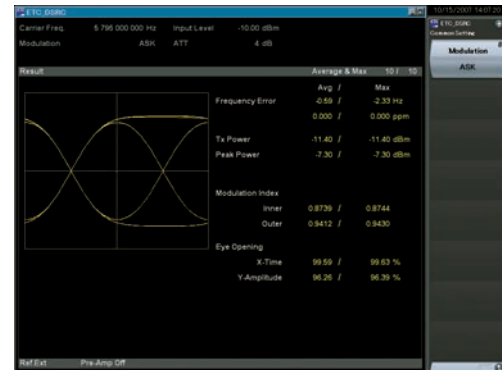 ETC_DSRC
10/15/2007 14:07:20
Carrier Freq. 5 795 000 000 Hz Input Level -10.00 dBm
Modulation ASK ATT 4 dB
ETC_DSRC
Common Setting
Modulation
ASK
Result Average & Max 10 / 10
Avg / Max
Frequency Error -0.59 / -2.33 Hz
0.000 / 0.000 ppm
Tx Power -11.40 / -11.40 dBm
Peak Power -7.30 / -7.30 dBm
Modulation Index
Inner 0.8739 / 0.8744
Outer 0.9412 / 0.9430
Eye Opening
X-Time 99.59 / 99.63 %
Y-Amplitude 96.26 / 96.39 %
Ref.Ext Pre-Amp Off